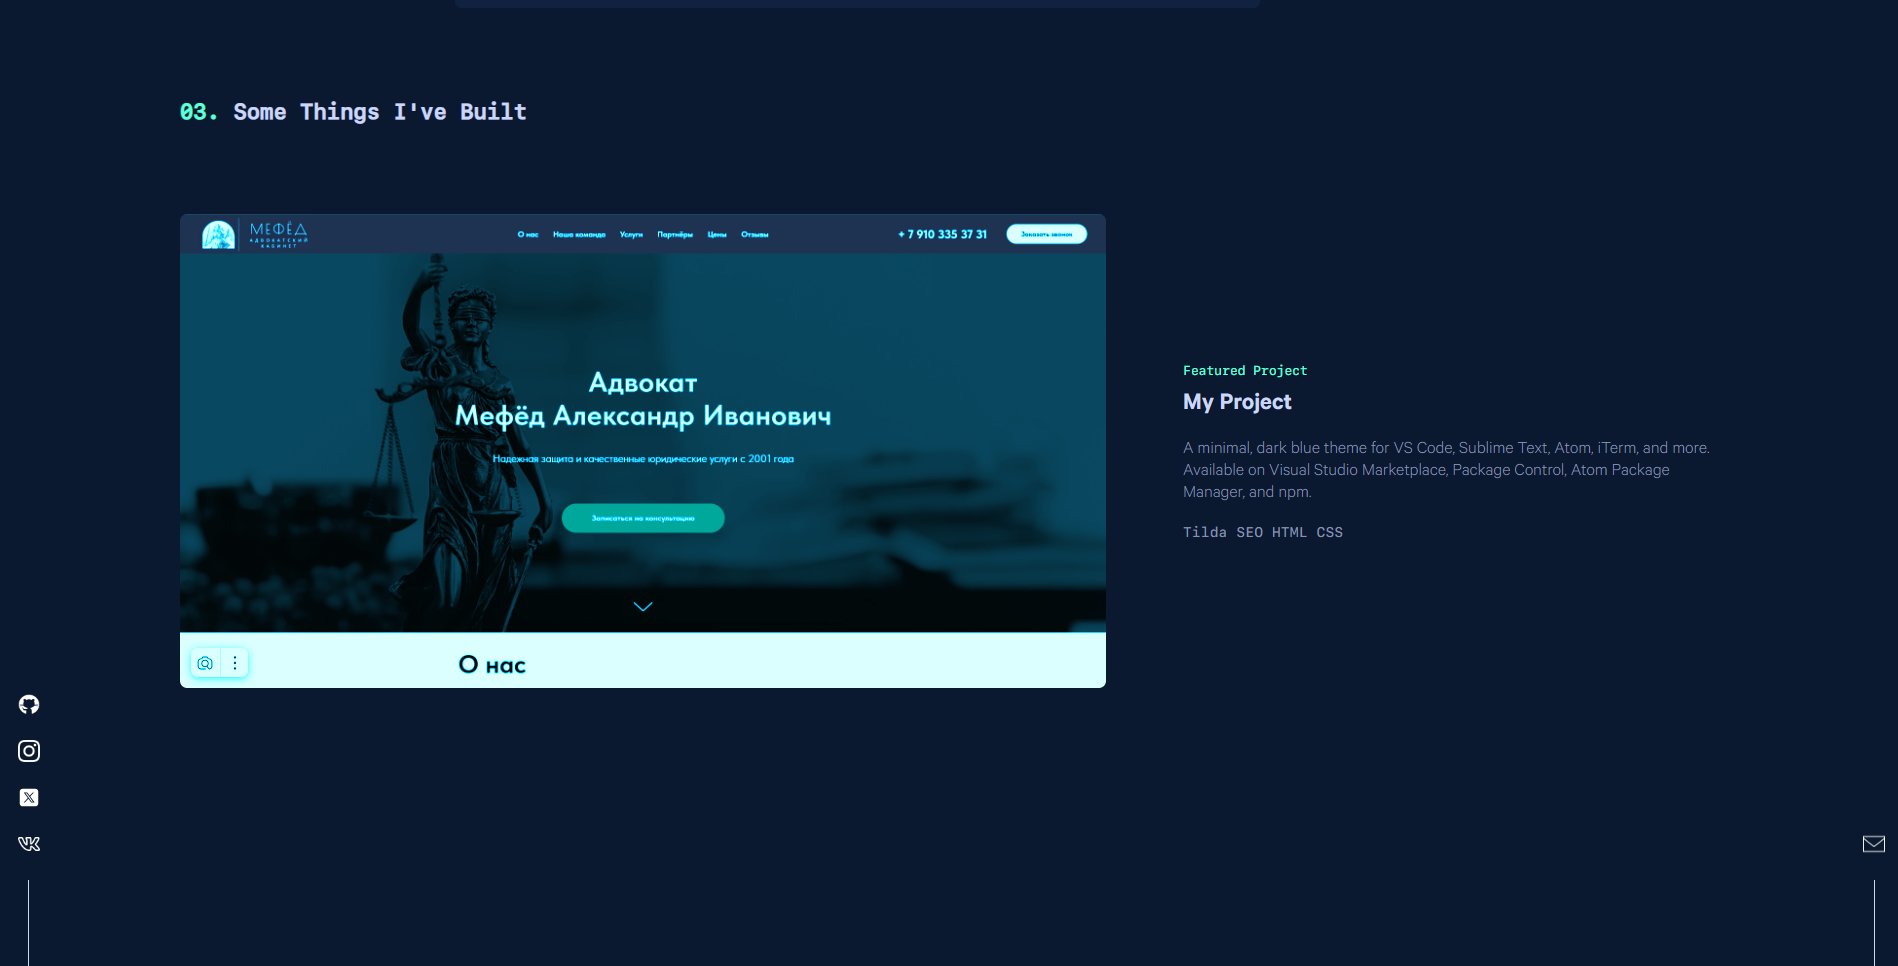 03. Some Things I've Built
МЕФЁД
АДВОКАТСКИЙ
КАБИНЕТ
О нас Наша команда Услуги Партнёры Цены Отзывы
+ 7 910 335 37 31
Заказать звонок
Адвокат
Мефёд Александр Иванович
Надежная защита и качественные юридические услуги с 2001 года
Записаться на консультацию
О нас
Featured Project
My Project
A minimal, dark blue theme for VS Code, Sublime Text, Atom, iTerm, and more.
Available on Visual Studio Marketplace, Package Control, Atom Package
Manager, and npm.
Tilda SEO HTML CSS